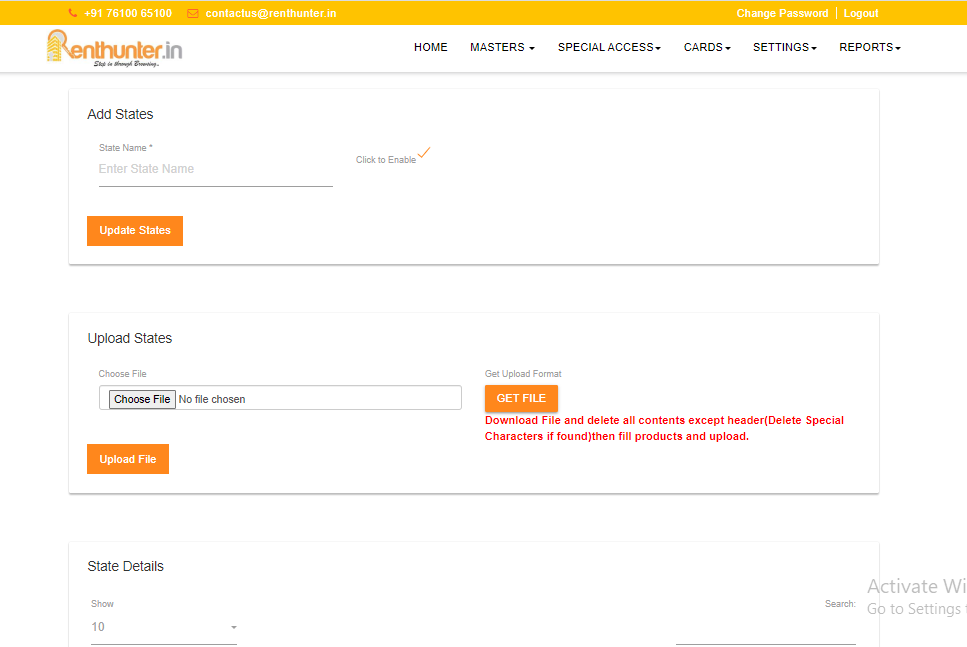 +91 76100 65100 contactus@renthunter.in Change Password | Logout
Renthunter.in
Step in through Browsing..
HOME MASTERS SPECIAL ACCESS CARDS SETTINGS REPORTS
Add States
State Name *
Enter State Name
Click to Enable
Update States
Upload States
Choose File
Choose File No file chosen
Get Upload Format
GET FILE
Download File and delete all contents except header(Delete Special
Characters if found)then fill products and upload.
Upload File
State Details
Show
10
Search:
Activate Wi
Go to Settings